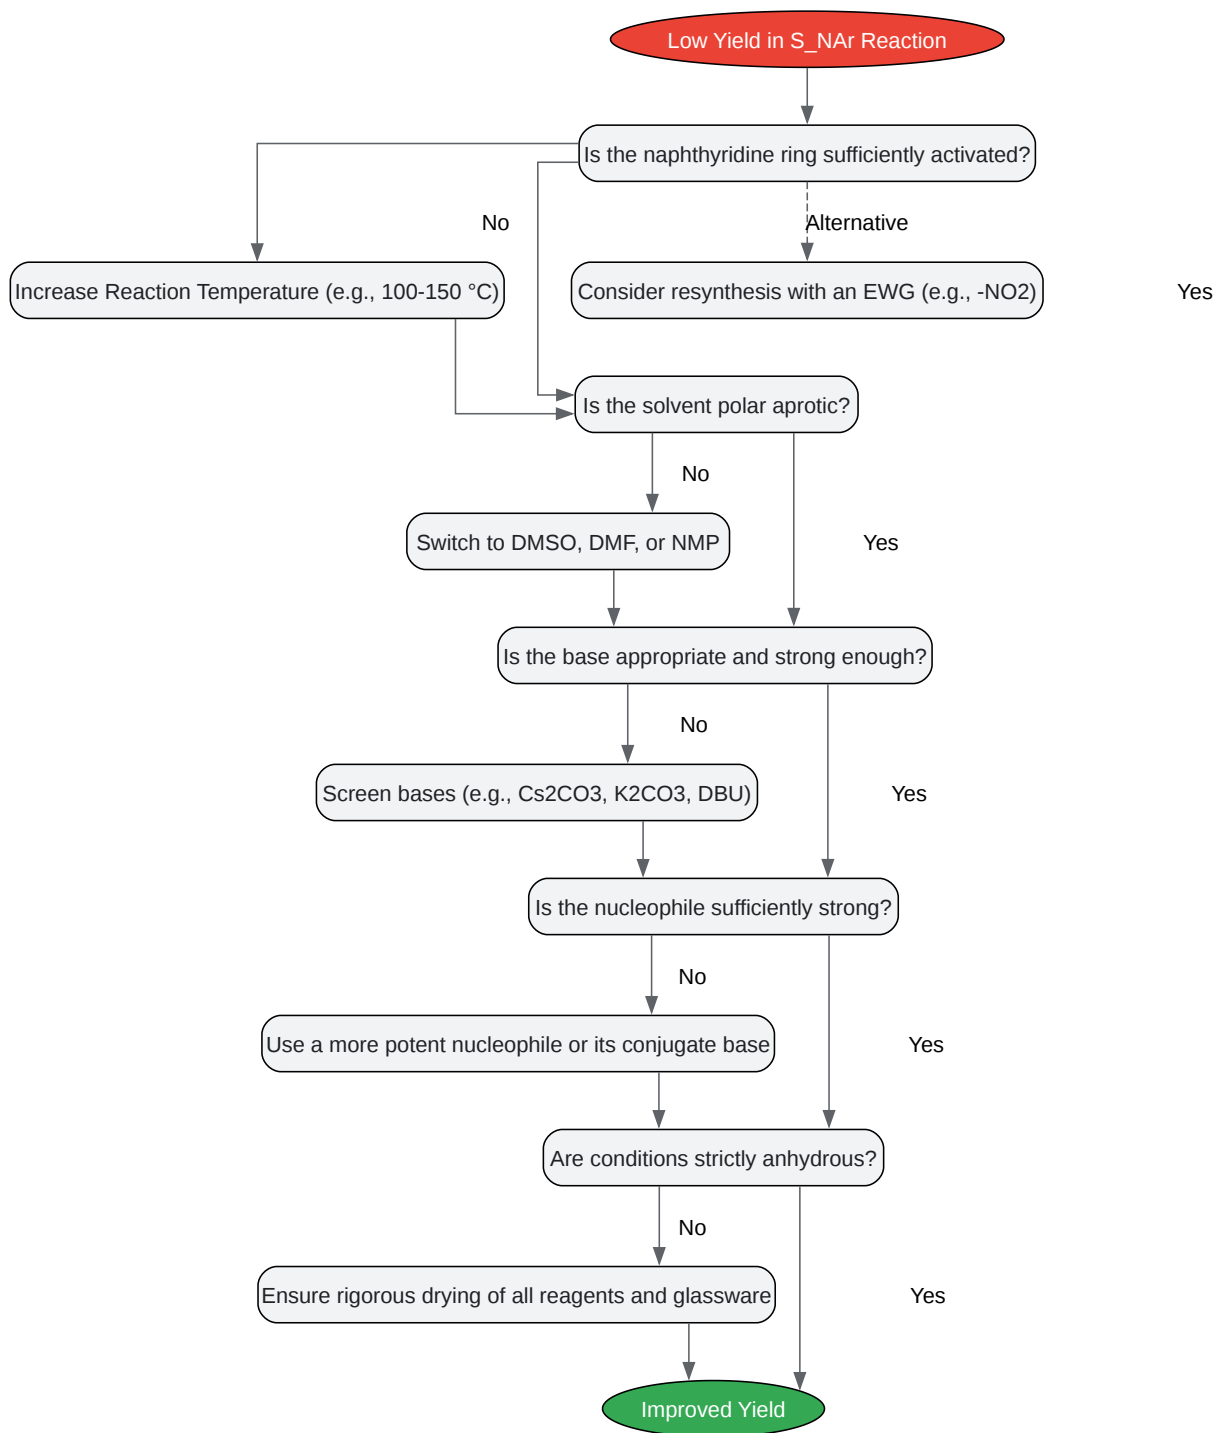 Low Yield in S_NAr Reaction
Is the naphthyridine ring sufficiently activated?
No
Alternative
Increase Reaction Temperature (e.g., 100-150 °C)
Consider resynthesis with an EWG (e.g., -NO2)
Yes
Is the solvent polar aprotic?
No
Switch to DMSO, DMF, or NMP
Yes
Is the base appropriate and strong enough?
No
Screen bases (e.g., Cs2CO3, K2CO3, DBU)
Yes
Is the nucleophile sufficiently strong?
No
Use a more potent nucleophile or its conjugate base
Yes
Are conditions strictly anhydrous?
No
Ensure rigorous drying of all reagents and glassware
Yes
Improved Yield